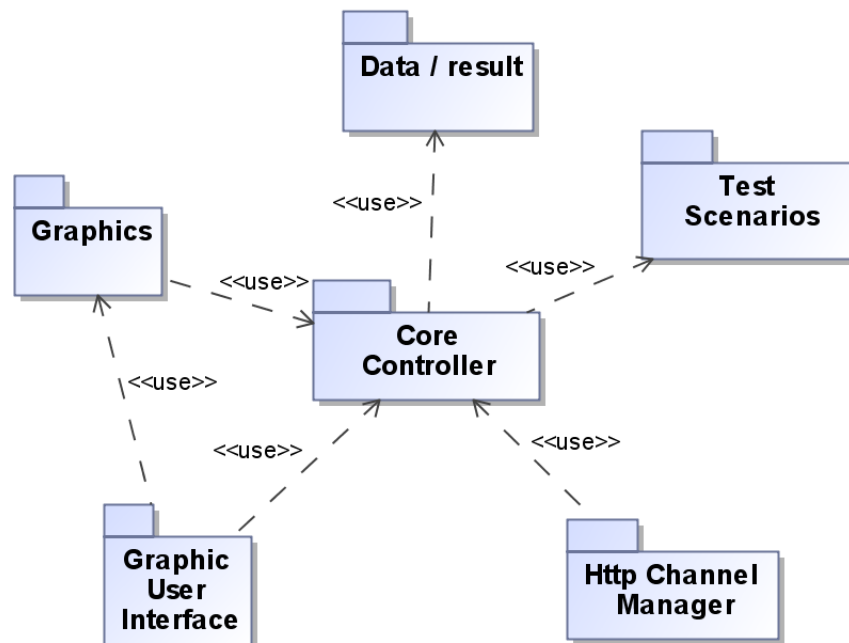 Data / result
<<use>>
Test
Scenarios
Graphics
<<use>>
<<use>>
Core
Controller
<<use>>
<<use>>
<<use>>
Graphic
User
Interface
Http Channel
Manager